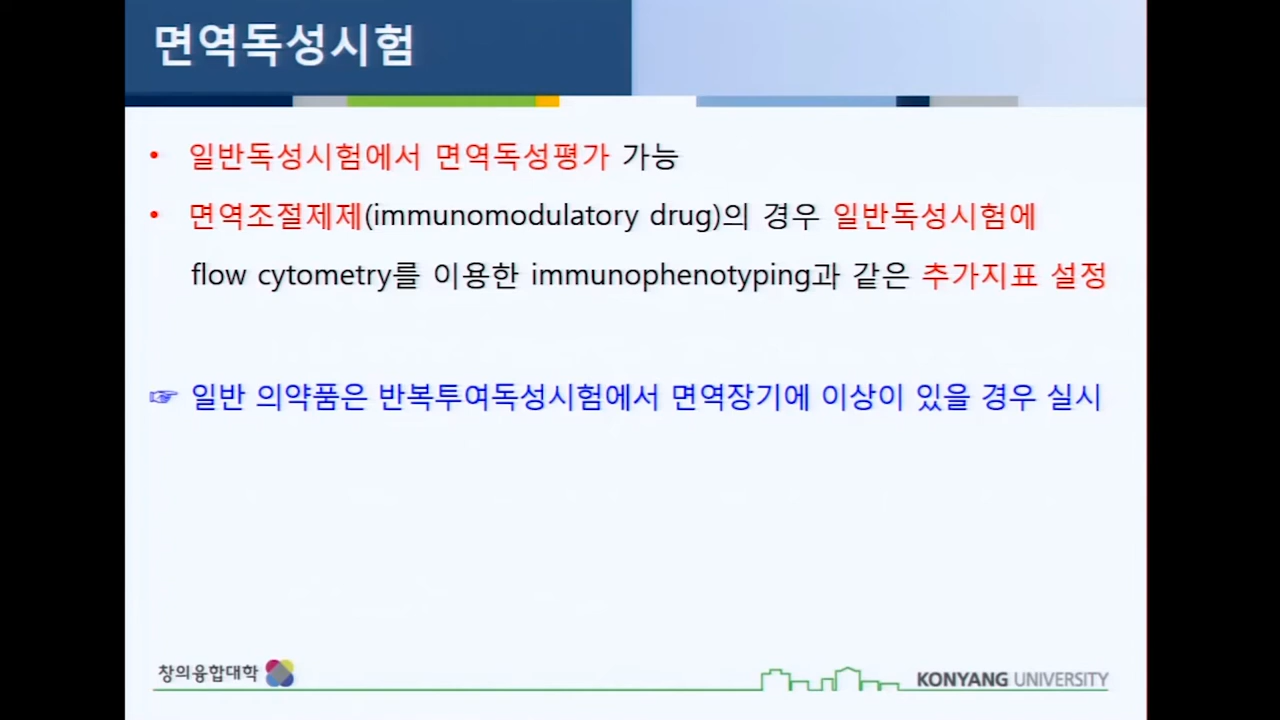 면역독성시험
• 일반독성시험에서 면역독성평가 가능
• 면역조절제제(immunomodulatory drug)의 경우 일반독성시험에
flow cytometry를 이용한 immunophenotyping과 같은 추가지표 설정
☞ 일반 의약품은 반복투여독성시험에서 면역장기에 이상이 있을 경우 실시
창의융합대학
KONYANG UNIVERSITY